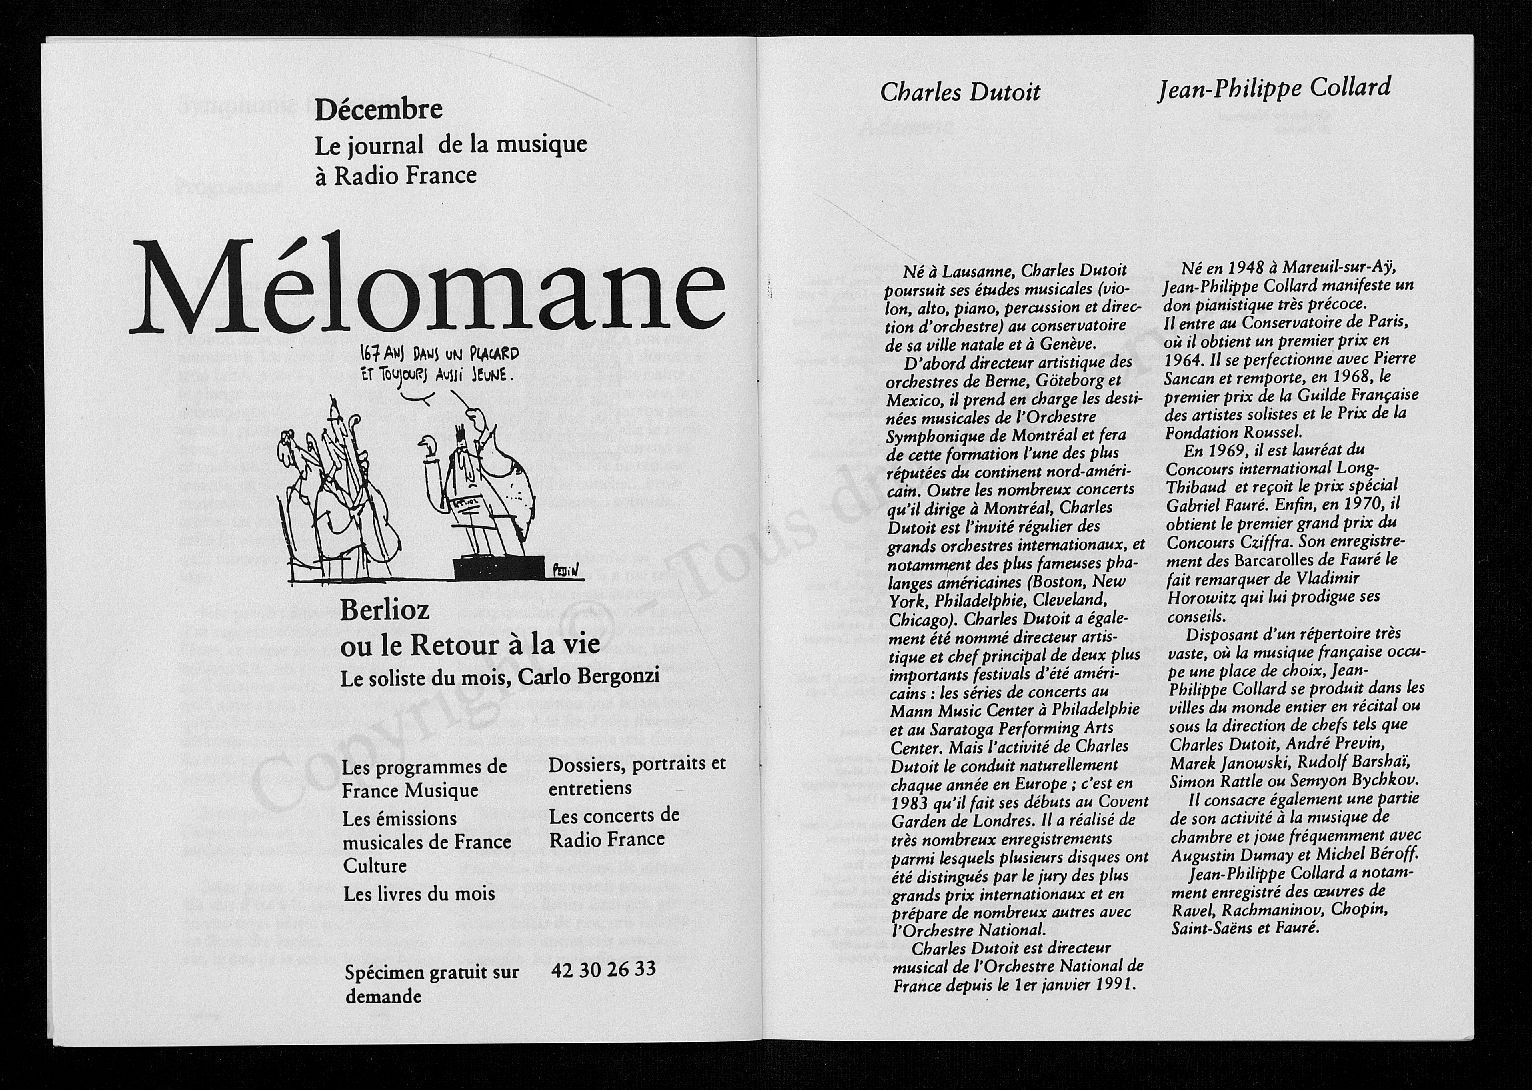 Décembre
Le journal de la musique
à Radio France
Mélomane
167 ANS DANS UN PLACARD
ET TOUJOURS AUSSI JEUNE.
Berlioz
ou le Retour à la vie
Le soliste du mois, Carlo Bergonzi
Les programmes de
France Musique
Les émissions
musicales de France
Culture
Les livres du mois
Dossiers, portraits et
entretiens
Les concerts de
Radio France
Spécimen gratuit sur
demande
42 30 26 33
Charles Dutoit
Né à Lausanne, Charles Dutoit
poursuit ses études musicales (vio-
lon, alto, piano, percussion et direc-
tion d'orchestre) au conservatoire
de sa ville natale et à Genève.
D'abord directeur artistique des
orchestres de Berne, Göteborg et
Mexico, il prend en charge les desti-
nées musicales de l'Orchestre
Symphonique de Montréal et fera
de cette formation l'une des plus
réputées du continent nord-améri-
cain. Outre les nombreux concerts
qu'il dirige à Montréal, Charles
Dutoit est l'invité régulier des
grands orchestres internationaux, et
notamment des plus fameuses pha-
langes américaines (Boston, New
York, Philadelphie, Cleveland,
Chicago). Charles Dutoit a égale-
ment été nommé directeur artis-
tique et chef principal de deux plus
importants festivals d'été améri-
cains : les séries de concerts au
Mann Music Center à Philadelphie
et au Saratoga Performing Arts
Center. Mais l'activité de Charles
Dutoit le conduit naturellement
chaque année en Europe ; c'est en
1983 qu'il fait ses débuts au Covent
Garden de Londres. Il a réalisé de
très nombreux enregistrements
parmi lesquels plusieurs disques ont
été distingués par le jury des plus
grands prix internationaux et en
prépare de nombreux autres avec
l'Orchestre National.
Charles Dutoit est directeur
musical de l'Orchestre National de
France depuis le 1er janvier 1991.
Jean-Philippe Collard
Né en 1948 à Mareuil-sur-Aÿ,
Jean-Philippe Collard manifeste un
don pianistique très précoce.
Il entre au Conservatoire de Paris,
où il obtient un premier prix en
1964. Il se perfectionne avec Pierre
Sancan et remporte, en 1968, le
premier prix de la Guilde Française
des artistes solistes et le Prix de la
Fondation Roussel.
En 1969, il est lauréat du
Concours international Long-
Thibaud et reçoit le prix spécial
Gabriel Fauré. Enfin, en 1970, il
obtient le premier grand prix du
Concours Cziffra. Son enregistre-
ment des Barcarolles de Fauré le
fait remarquer de Vladimir
Horowitz qui lui prodigue ses
conseils.
Disposant d'un répertoire très
vaste, où la musique française occu-
pe une place de choix, Jean-
Philippe Collard se produit dans les
villes du monde entier en récital ou
sous la direction de chefs tels que
Charles Dutoit, André Previn,
Marek Janowski, Rudolf Barshaï,
Simon Rattle ou Semyon Bychkov.
Il consacre également une partie
de son activité à la musique de
chambre et joue fréquemment avec
Augustin Dumay et Michel Béroff.
Jean-Philippe Collard a notam-
ment enregistré des œuvres de
Ravel, Rachmaninov, Chopin,
Saint-Saëns et Fauré.
Copyright © - Tous